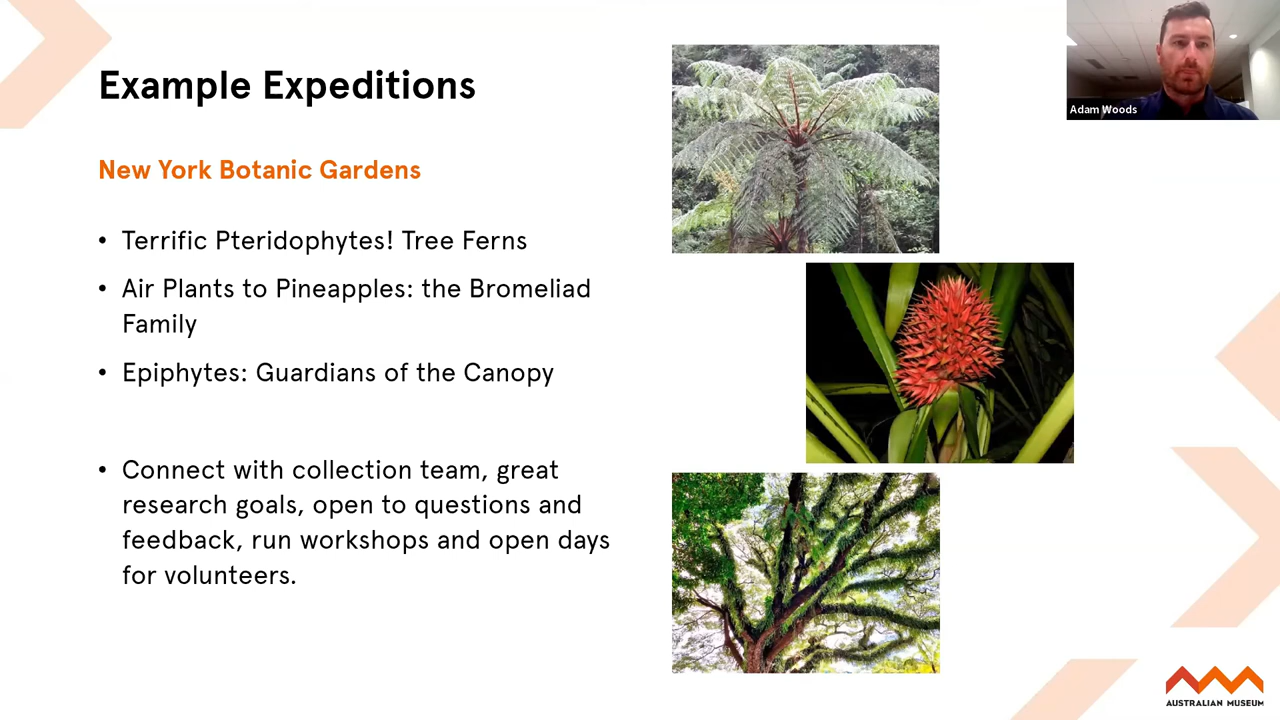 Example Expeditions
Adam Woods
New York Botanic Gardens
• Terrific Pteridophytes! Tree Ferns
• Air Plants to Pineapples: the Bromeliad
Family
• Epiphytes: Guardians of the Canopy
• Connect with collection team, great
research goals, open to questions and
feedback, run workshops and open days
for volunteers.
AUSTRALIAN MUSEUM